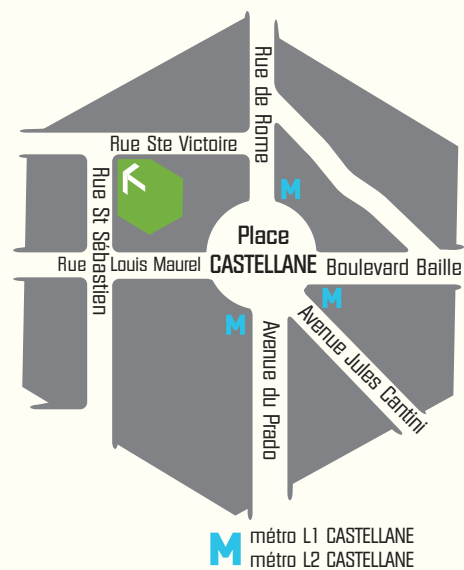 Rue de Rome
Rue Ste Victoire
Rue St Sébastien
M
Place
CASTELLANE
Rue Louis Maurel
Boulevard Baille
M
M
Avenue Jules Cantini
Avenue du Prado
M métro L1 CASTELLANE
métro L2 CASTELLANE